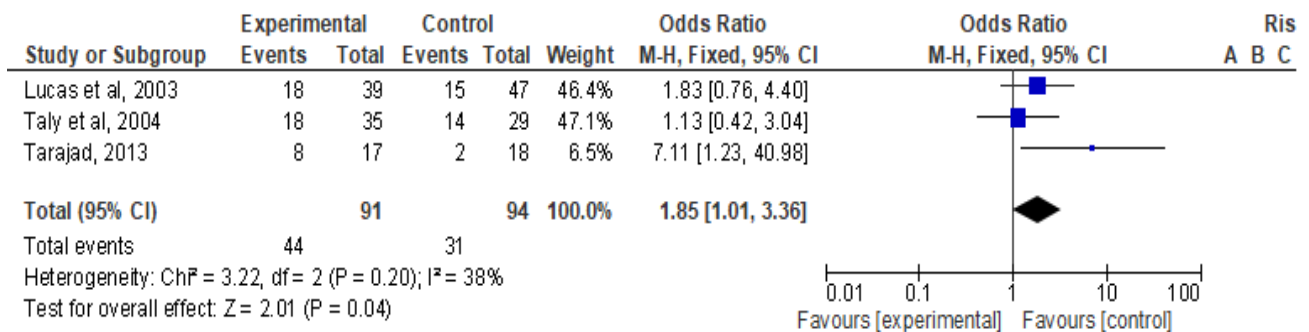 Experimental Control Odds Ratio Odds Ratio Ris
Study or Subgroup Events Total Events Total Weight M-H, Fixed, 95% CI M-H, Fixed, 95% CI A B C
Lucas et al, 2003 18 39 15 47 46.4% 1.83 [0.76, 4.40]
Taly et al, 2004 18 35 14 29 47.1% 1.13 [0.42, 3.04]
Tarajad, 2013 8 17 2 18 6.5% 7.11 [1.23, 40.98]
Total (95% CI) 91 94 100.0% 1.85 [1.01, 3.36]
Total events 44 31
Heterogeneity: Chi² = 3.22, df = 2 (P = 0.20); I² = 38%
Test for overall effect: Z = 2.01 (P = 0.04)
0.01 0.1 1 10 100
Favours [experimental] Favours [control]